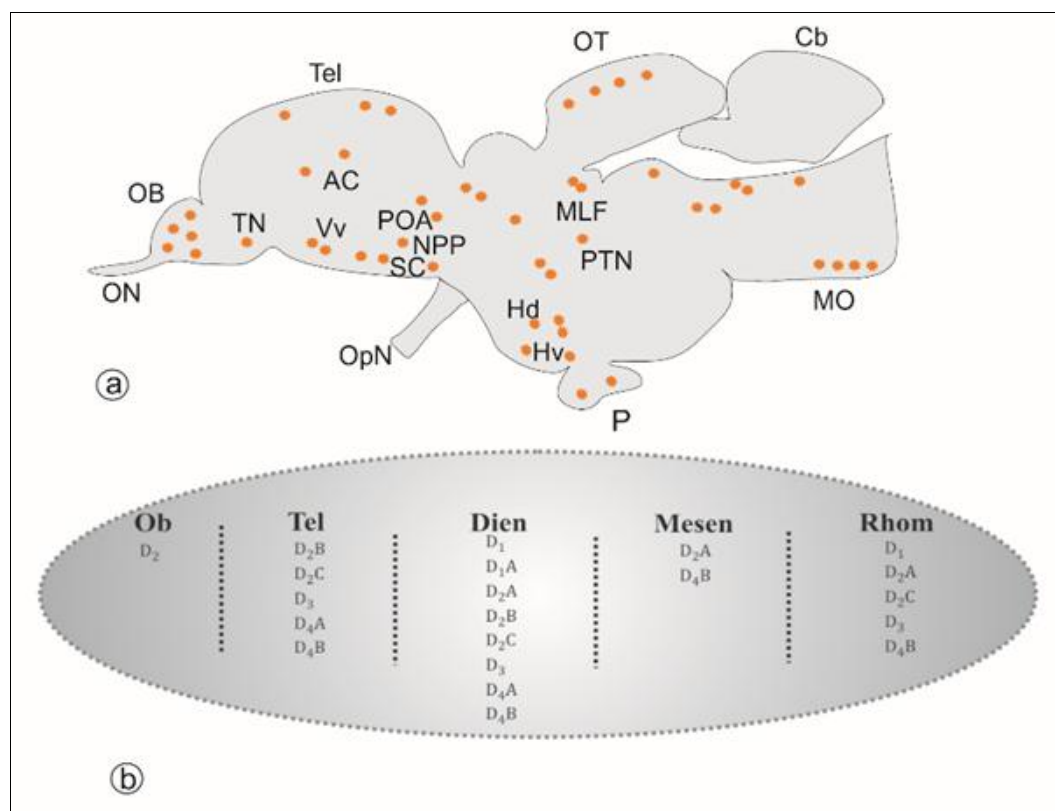 OT
Cb
Tel
AC
OB
TN
Vv
POA
NPP
SC
MLF
PTN
ON
MO
Hd
OpN
Hv
P
a
Ob
D₂
Tel
D₂B
D₂C
D₃
D₄A
D₄B
Dien
D₁
D₁A
D₂A
D₂B
D₂C
D₃
D₄A
D₄B
Mesen
D₂A
D₄B
Rhom
D₁
D₂A
D₂C
D₃
D₄B
b